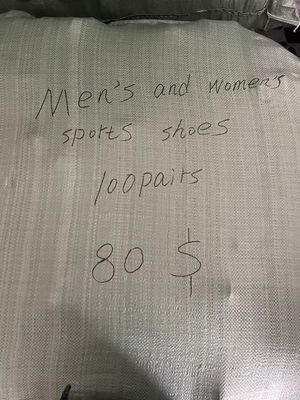 Men's and women's
sports shoes
100pairs
80 $